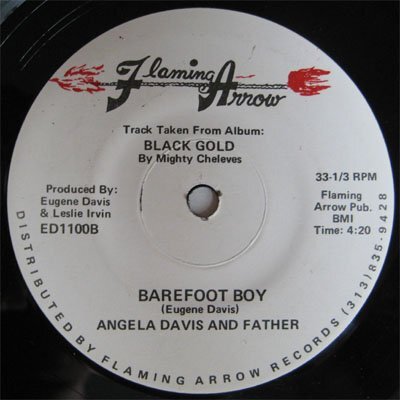 Flaming
Arrow
Track Taken From Album:
BLACK GOLD
By Mighty Cheleves
Produced By:
Eugene Davis
& Leslie Irvin
ED1100B
33-1/3 RPM
Flaming
Arrow Pub.
BMI
Time: 4:20
BAREFOOT BOY
(Eugene Davis)
ANGELA DAVIS AND FATHER
DISTRIBUTED BY FLAMING ARROW RECORDS (313) 835-9428